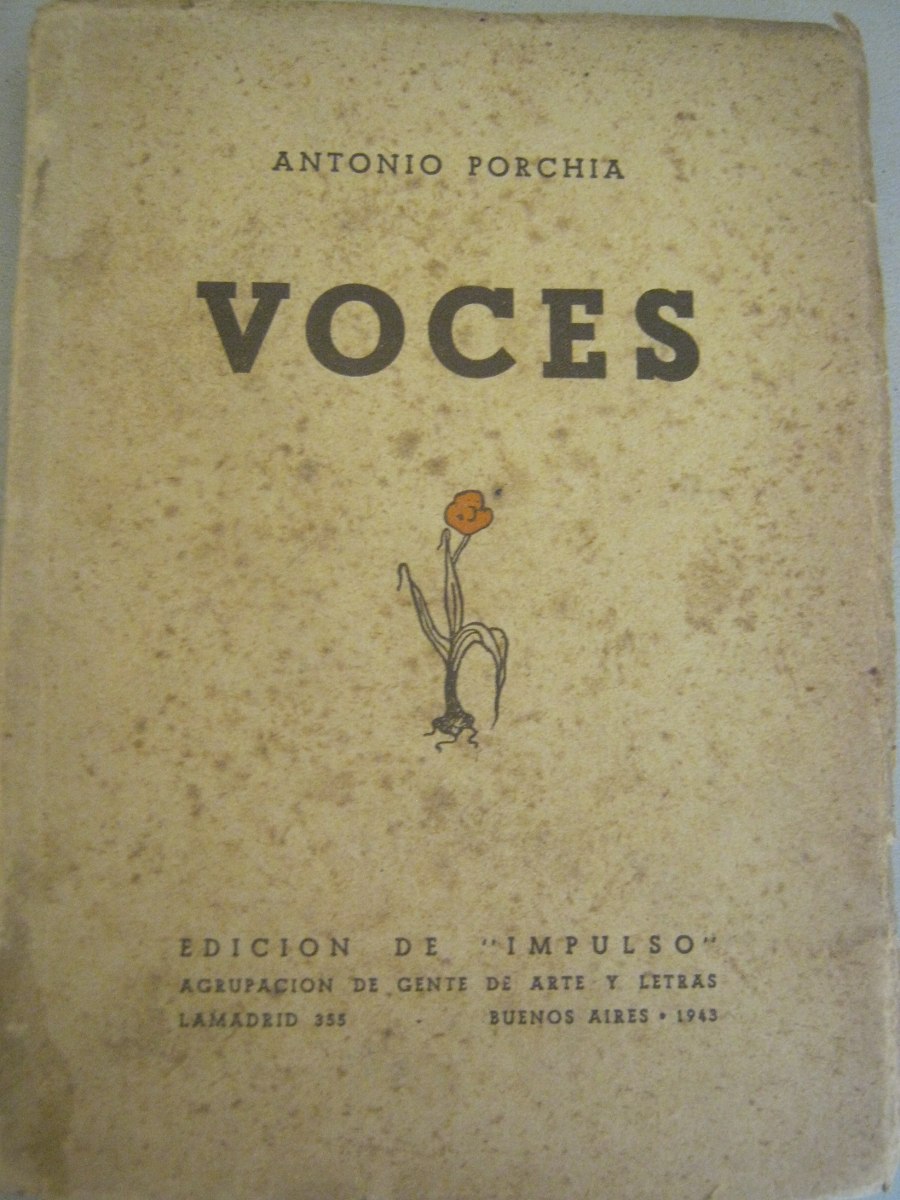 ANTONIO PORCHIA
VOCES
EDICION DE "IMPULSO"
AGRUPACION DE GENTE DE ARTE Y LETRAS
LAMADRID 355 - BUENOS AIRES • 1943